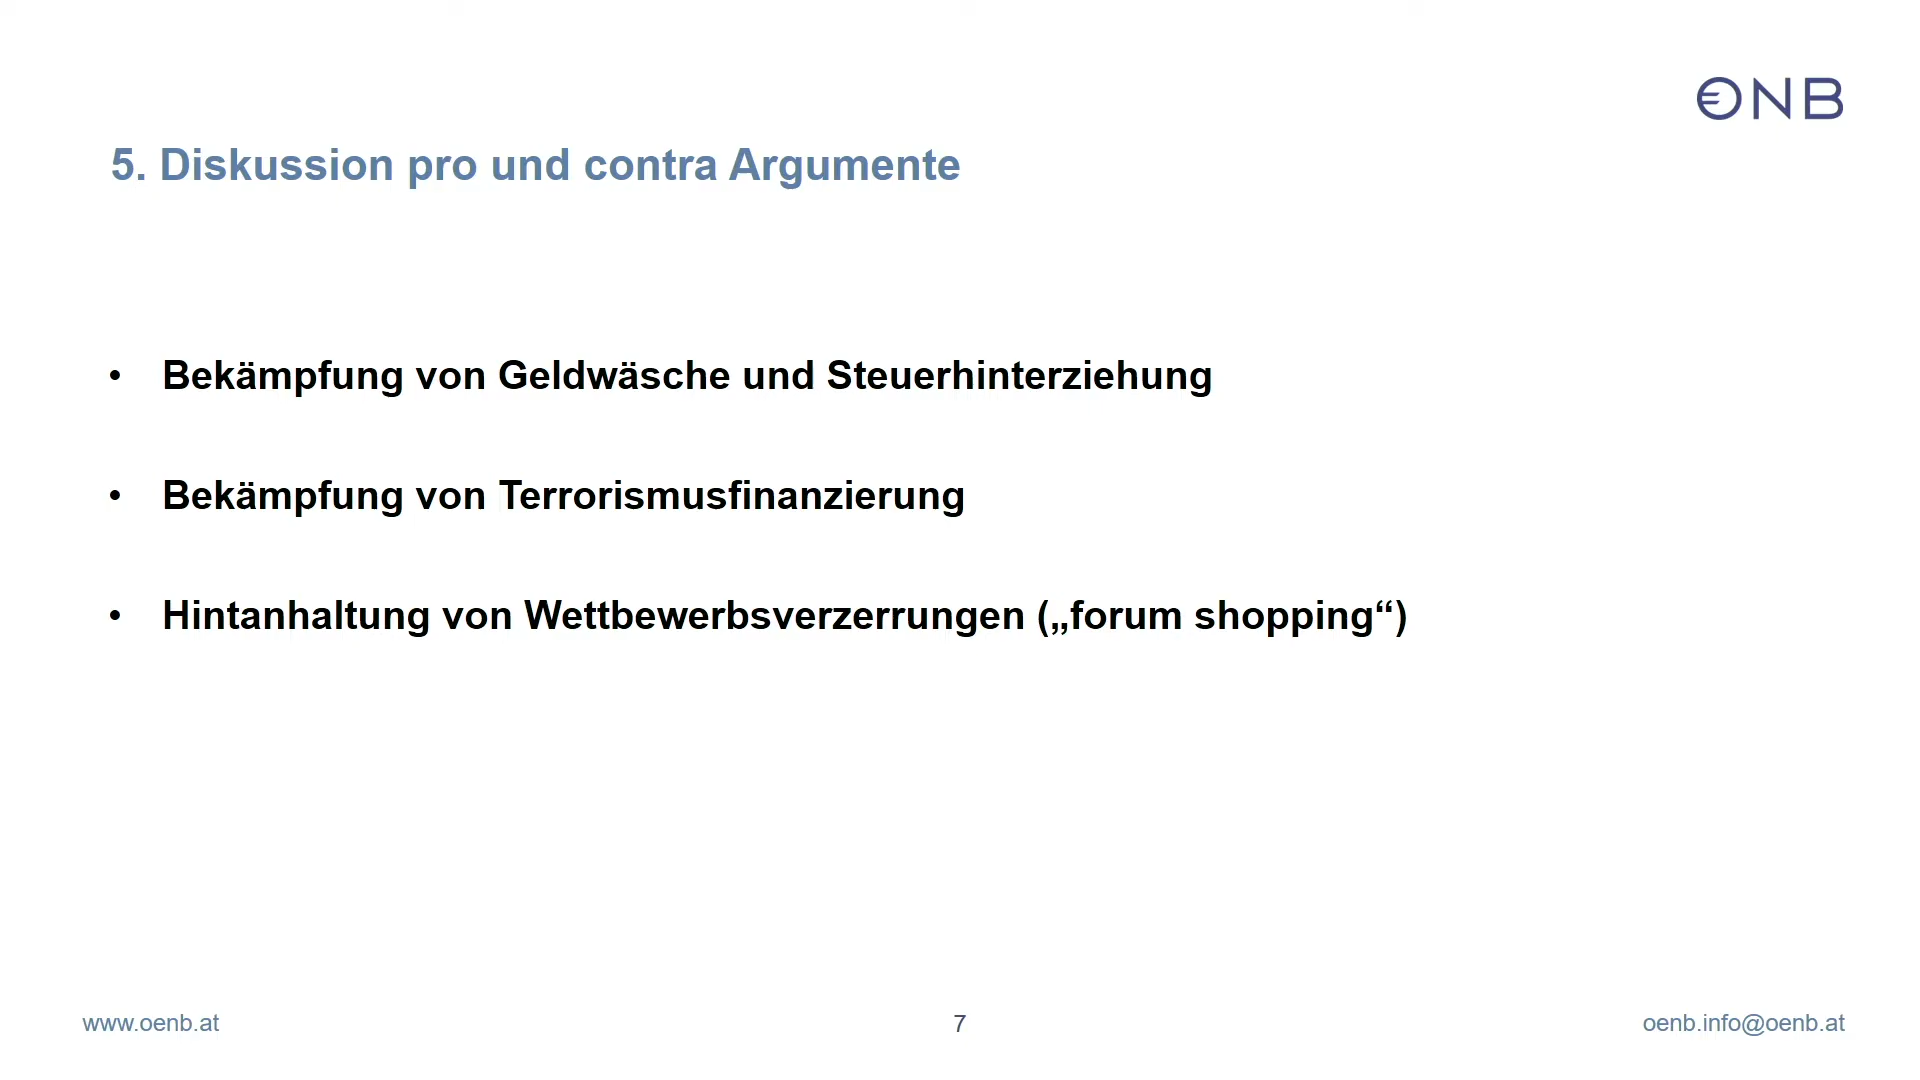 ONB
5. Diskussion pro und contra Argumente
• Bekämpfung von Geldwäsche und Steuerhinterziehung
• Bekämpfung von Terrorismusfinanzierung
• Hintanhaltung von Wettbewerbsverzerrungen („forum shopping“)
www.oenb.at
7
oenb.info@oenb.at